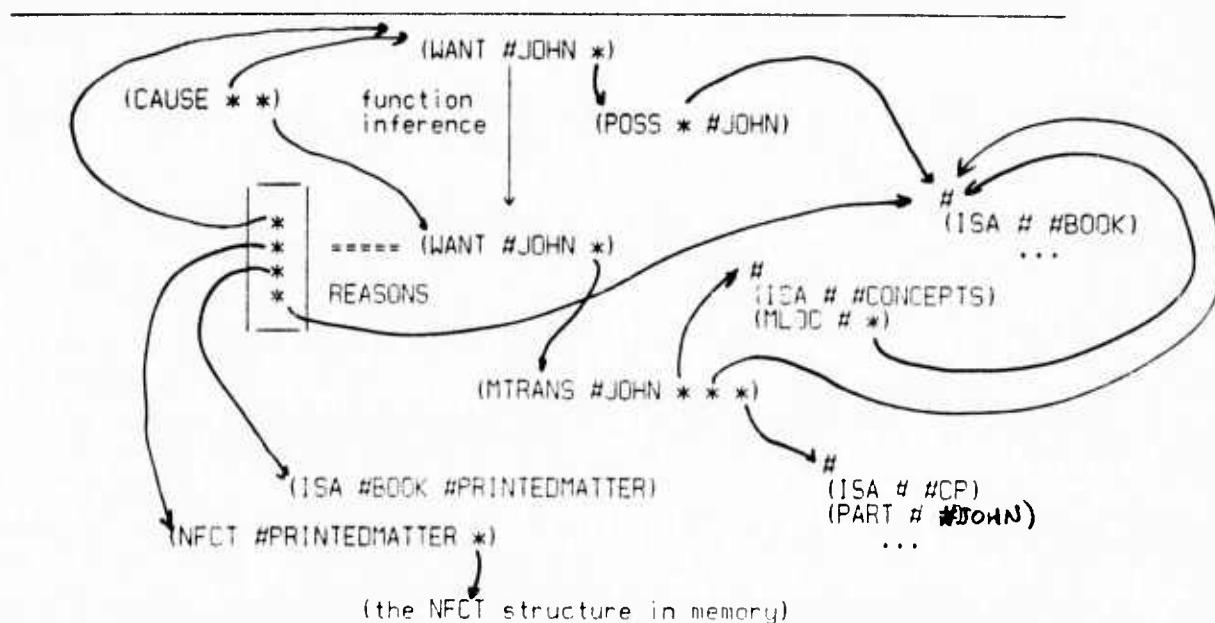 (WANT #JOHN *)
(CAUSE * *)
function
inference
(POSS * #JOHN)
#
(ISA # #BOOK)
...
*
* ===== (WANT #JOHN *)
*
* REASONS
#
(ISA # #CONCEPTS)
(MLOC # *)
(MTRANS #JOHN * * *)
#
(ISA # #CP)
(PART # #JOHN)
...
(ISA #BOOK #PRINTEDMATTER)
(NFCT #PRINTEDMATTER *)
(the NFCT structure in memory)